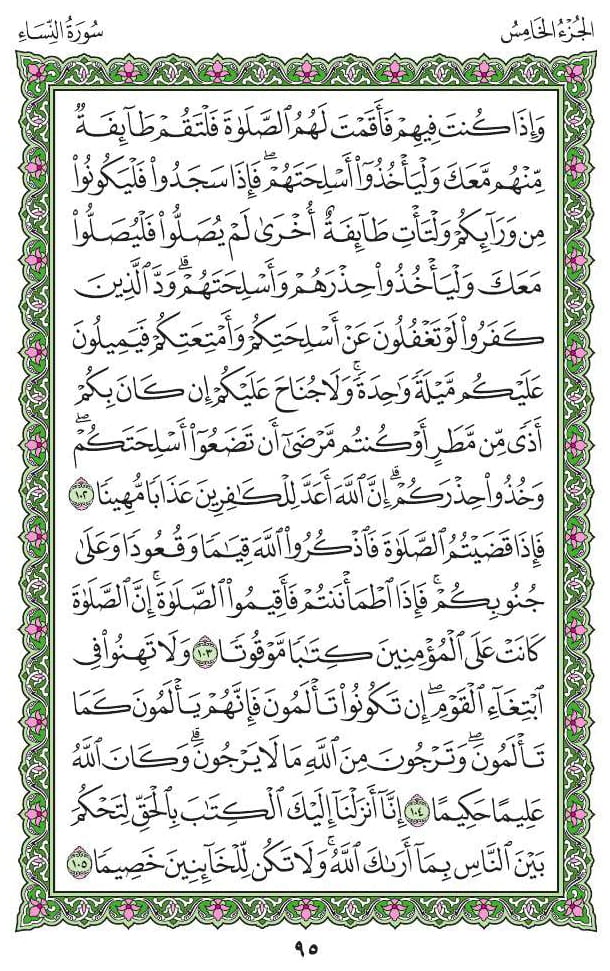 الجُزْءُ الخَامِسُ
سُورَةُ النِّسَاءِ
وَإِذَا كُنتَ فِيهِمْ فَأَقَمْتَ لَهُمُ ٱلصَّلَوٰةَ فَلْتَقُمْ طَآئِفَةٌ
مِّنْهُم مَّعَكَ وَلْيَأْخُذُوٓا۟ أَسْلِحَتَهُمْ ۖ فَإِذَا سَجَدُوا۟ فَلْيَكُونُوا۟
مِن وَرَآئِكُمْ وَلْتَأْتِ طَآئِفَةٌ أُخْرَىٰ لَمْ يُصَلُّوا۟ فَلْيُصَلُّوا۟
مَعَكَ وَلْيَأْخُذُوا۟ حِذْرَهُمْ وَأَسْلِحَتَهُمْ ۗ وَدَّ ٱلَّذِينَ
كَفَرُوا۟ لَوْ تَغْفُلُونَ عَنْ أَسْلِحَتِكُمْ وَأَمْتِعَتِكُمْ فَيَمِيلُونَ
عَلَيْكُم مَّيْلَةً وَٰحِدَةً ۚ وَلَا جُنَاحَ عَلَيْكُمْ إِن كَانَ بِكُمْ
أَذًى مِّن مَّطَرٍ أَوْ كُنتُم مَّرْضَىٰٓ أَن تَضَعُوٓا۟ أَسْلِحَتَكُمْ ۖ
وَخُذُوا۟ حِذْرَكُمْ ۗ إِنَّ ٱللَّهَ أَعَدَّ لِلْكَٰفِرِينَ عَذَابًا مُّهِينًا ١٠٢
فَإِذَا قَضَيْتُمُ ٱلصَّلَوٰةَ فَٱذْكُرُوا۟ ٱللَّهَ قِيَٰمًا وَقُعُودًا وَعَلَىٰ
جُنُوبِكُمْ ۚ فَإِذَا ٱطْمَأْنَنتُمْ فَأَقِيمُوا۟ ٱلصَّلَوٰةَ ۚ إِنَّ ٱلصَّلَوٰةَ
كَانَتْ عَلَى ٱلْمُؤْمِنِينَ كِتَٰبًا مَّوْقُوتًا ١٠٣ وَلَا تَهِنُوا۟ فِى
ٱبْتِغَآءِ ٱلْقَوْمِ ۖ إِن تَكُونُوا۟ تَأْلَمُونَ فَإِنَّهُمْ يَأْلَمُونَ كَمَا
تَأْلَمُونَ ۖ وَتَرْجُونَ مِنَ ٱللَّهِ مَا لَا يَرْجُونَ ۗ وَكَانَ ٱللَّهُ
عَلِيمًا حَكِيمًا ١٠٤ إِنَّآ أَنزَلْنَآ إِلَيْكَ ٱلْكِتَٰبَ بِٱلْحَقِّ لِتَحْكُمَ
بَيْنَ ٱلنَّاسِ بِمَآ أَرَىٰكَ ٱللَّهُ ۚ وَلَا تَكُن لِّلْخَآئِنِينَ خَصِيمًا ١٠٥
٩٥